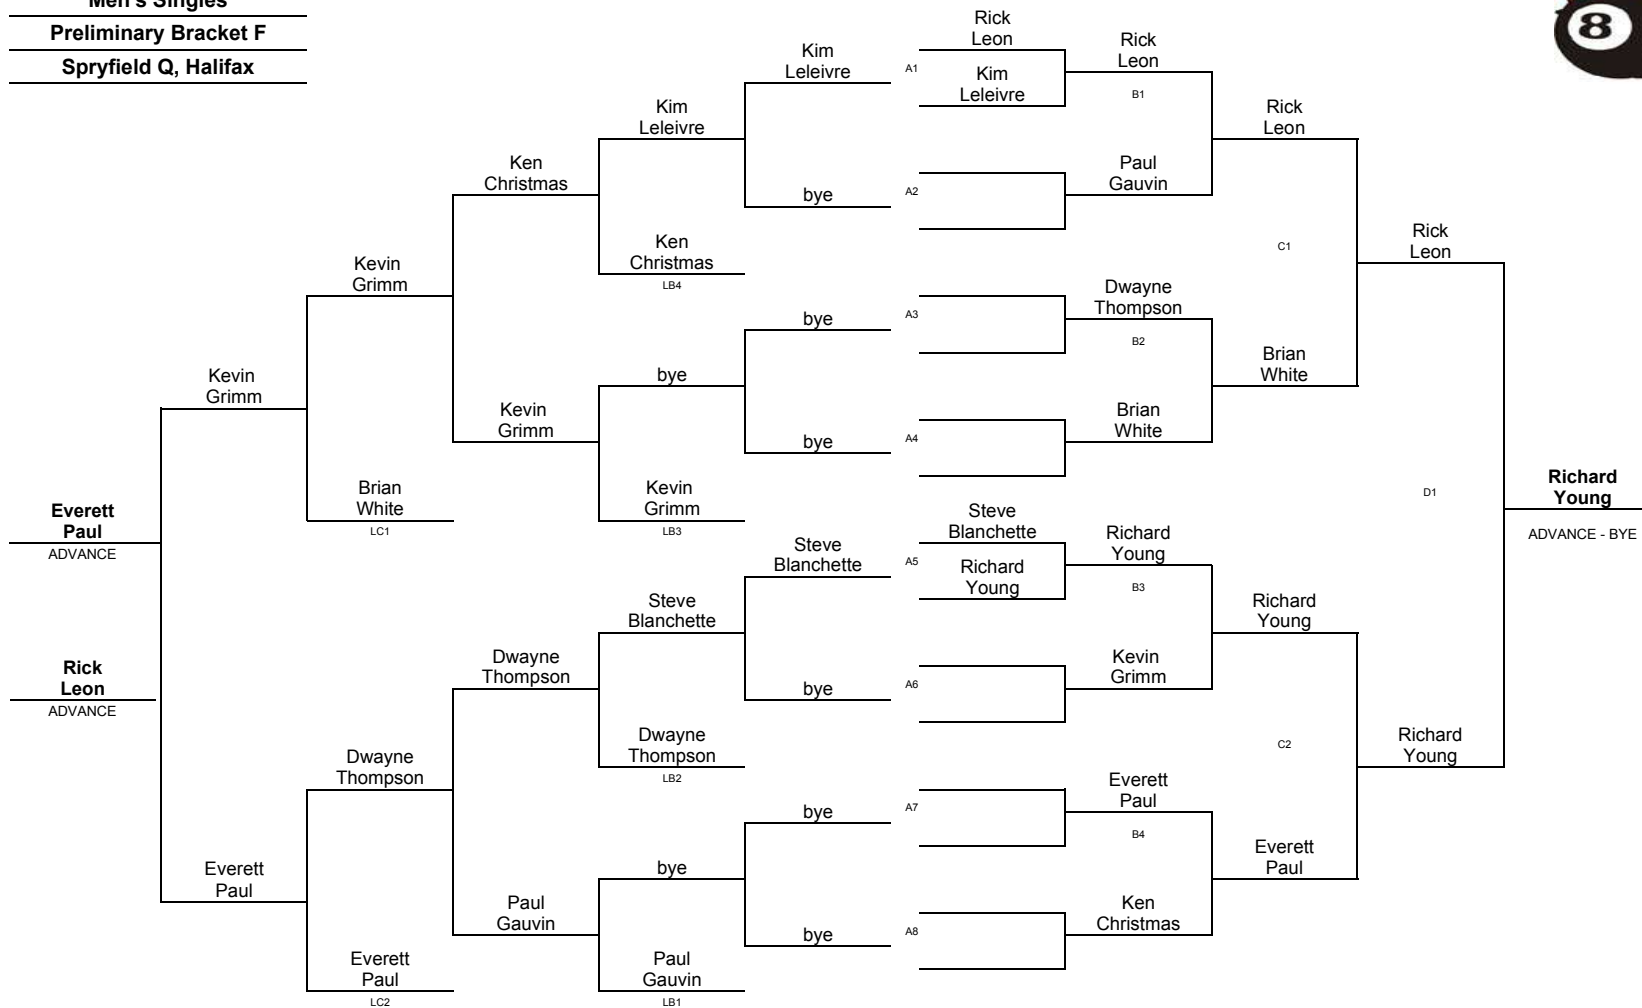 Men's Singles
Preliminary Bracket F
Spryfield Q, Halifax
8
Everett
Paul
ADVANCE
Rick
Leon
ADVANCE
Kevin
Grimm
Everett
Paul
Kevin
Grimm
Brian
White
LC1
Dwayne
Thompson
Everett
Paul
LC2
Ken
Christmas
Kevin
Grimm
Dwayne
Thompson
Paul
Gauvin
Kim
Leleivre
Ken
Christmas
LB4
bye
Kevin
Grimm
LB3
Steve
Blanchette
Dwayne
Thompson
LB2
bye
Paul
Gauvin
LB1
Kim
Leleivre
bye
bye
bye
Steve
Blanchette
bye
bye
bye
A1
A2
A3
A4
A5
A6
A7
A8
Rick
Leon
Kim
Leleivre
Steve
Blanchette
Richard
Young
Rick
Leon
B1
Paul
Gauvin
Dwayne
Thompson
B2
Brian
White
Richard
Young
B3
Kevin
Grimm
Everett
Paul
B4
Ken
Christmas
Rick
Leon
C1
Brian
White
Richard
Young
C2
Everett
Paul
Rick
Leon
D1
Richard
Young
Richard
Young
ADVANCE - BYE